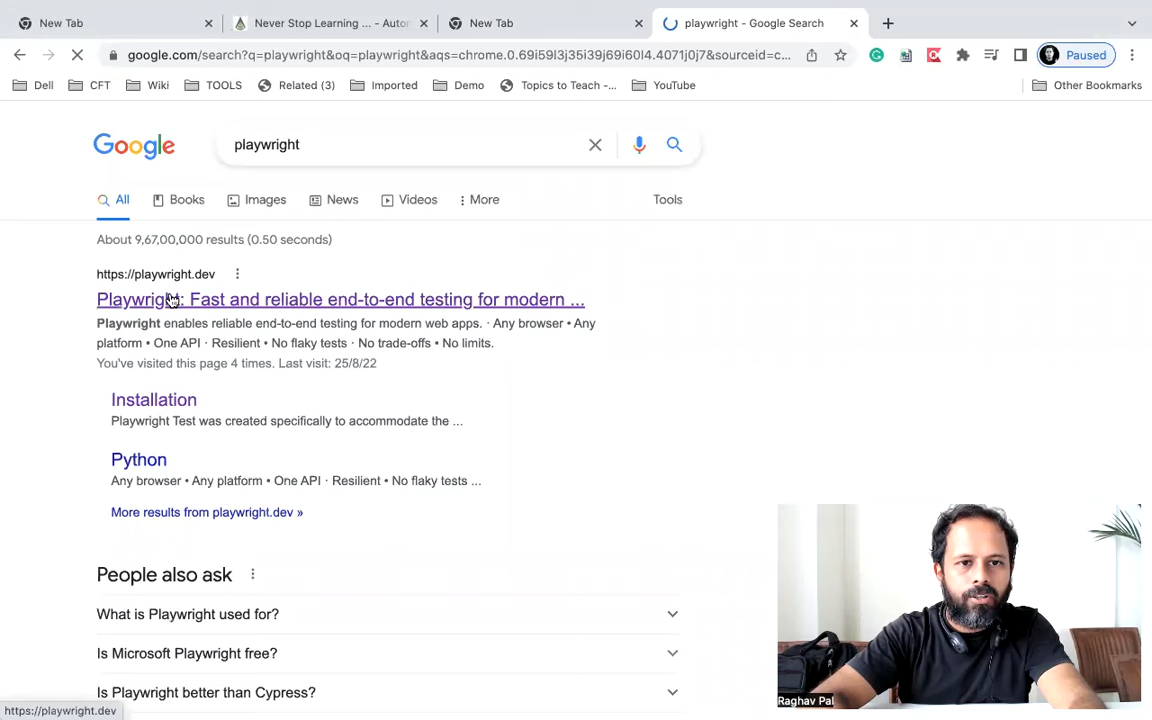 New Tab
Never Stop Learning ... - Autom
New Tab
playwright - Google Search
google.com/search?q=playwright&oq=playwright&aqs=chrome.0.69i59l3j35i39j69i60l4.4071j0j7&sourceid=c...
Paused
Dell
CFT
Wiki
TOOLS
Related (3)
Imported
Demo
Topics to Teach -...
YouTube
Other Bookmarks
Google
playwright
All
Books
Images
News
Videos
More
Tools
About 9,67,00,000 results (0.50 seconds)
https://playwright.dev
Playwright: Fast and reliable end-to-end testing for modern ...
Playwright enables reliable end-to-end testing for modern web apps. · Any browser • Any
platform • One API · Resilient • No flaky tests · No trade-offs • No limits.
You've visited this page 4 times. Last visit: 25/8/22
Installation
Playwright Test was created specifically to accommodate the ...
Python
Any browser • Any platform • One API · Resilient • No flaky tests ...
More results from playwright.dev »
People also ask
What is Playwright used for?
Is Microsoft Playwright free?
Is Playwright better than Cypress?
https://playwright.dev
Raghav Pal